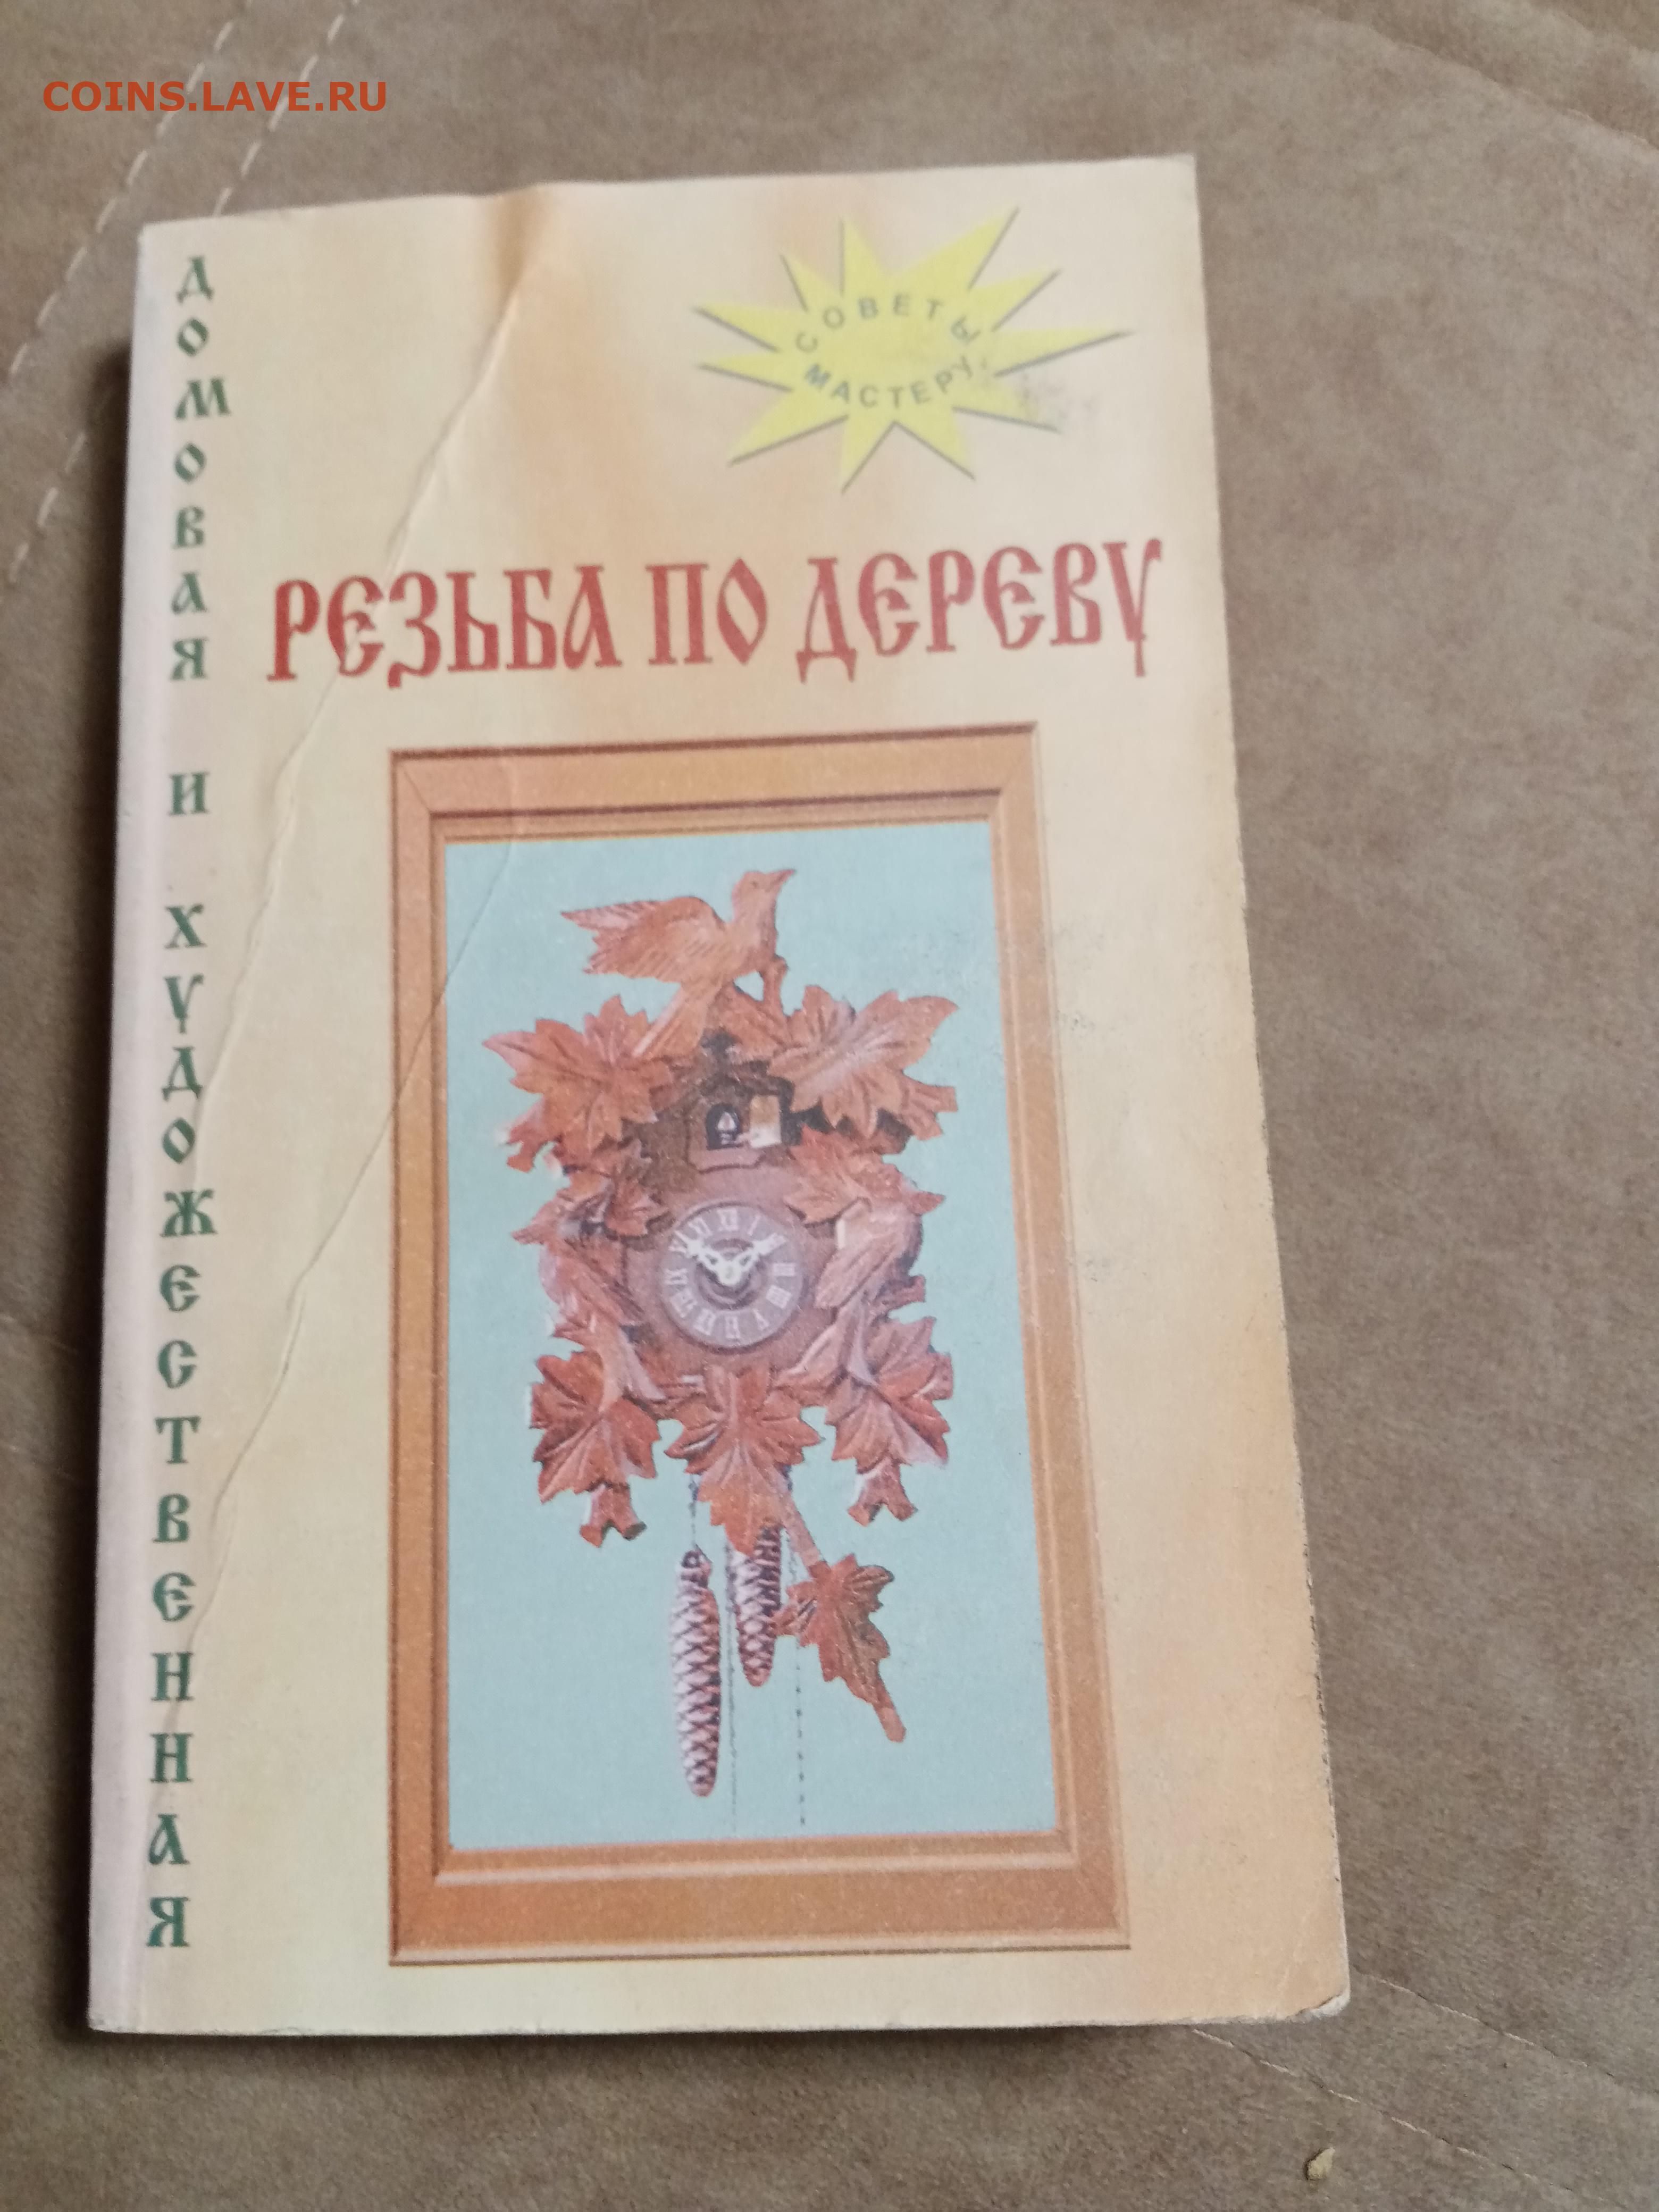 COINS.LAVE.RU
ДОМОВАЯ И ХУДОЖЕСТВЕННАЯ
СОВЕТЫ
МАСТЕРУ
РЕЗЬБА ПО ДЕРЕВУ